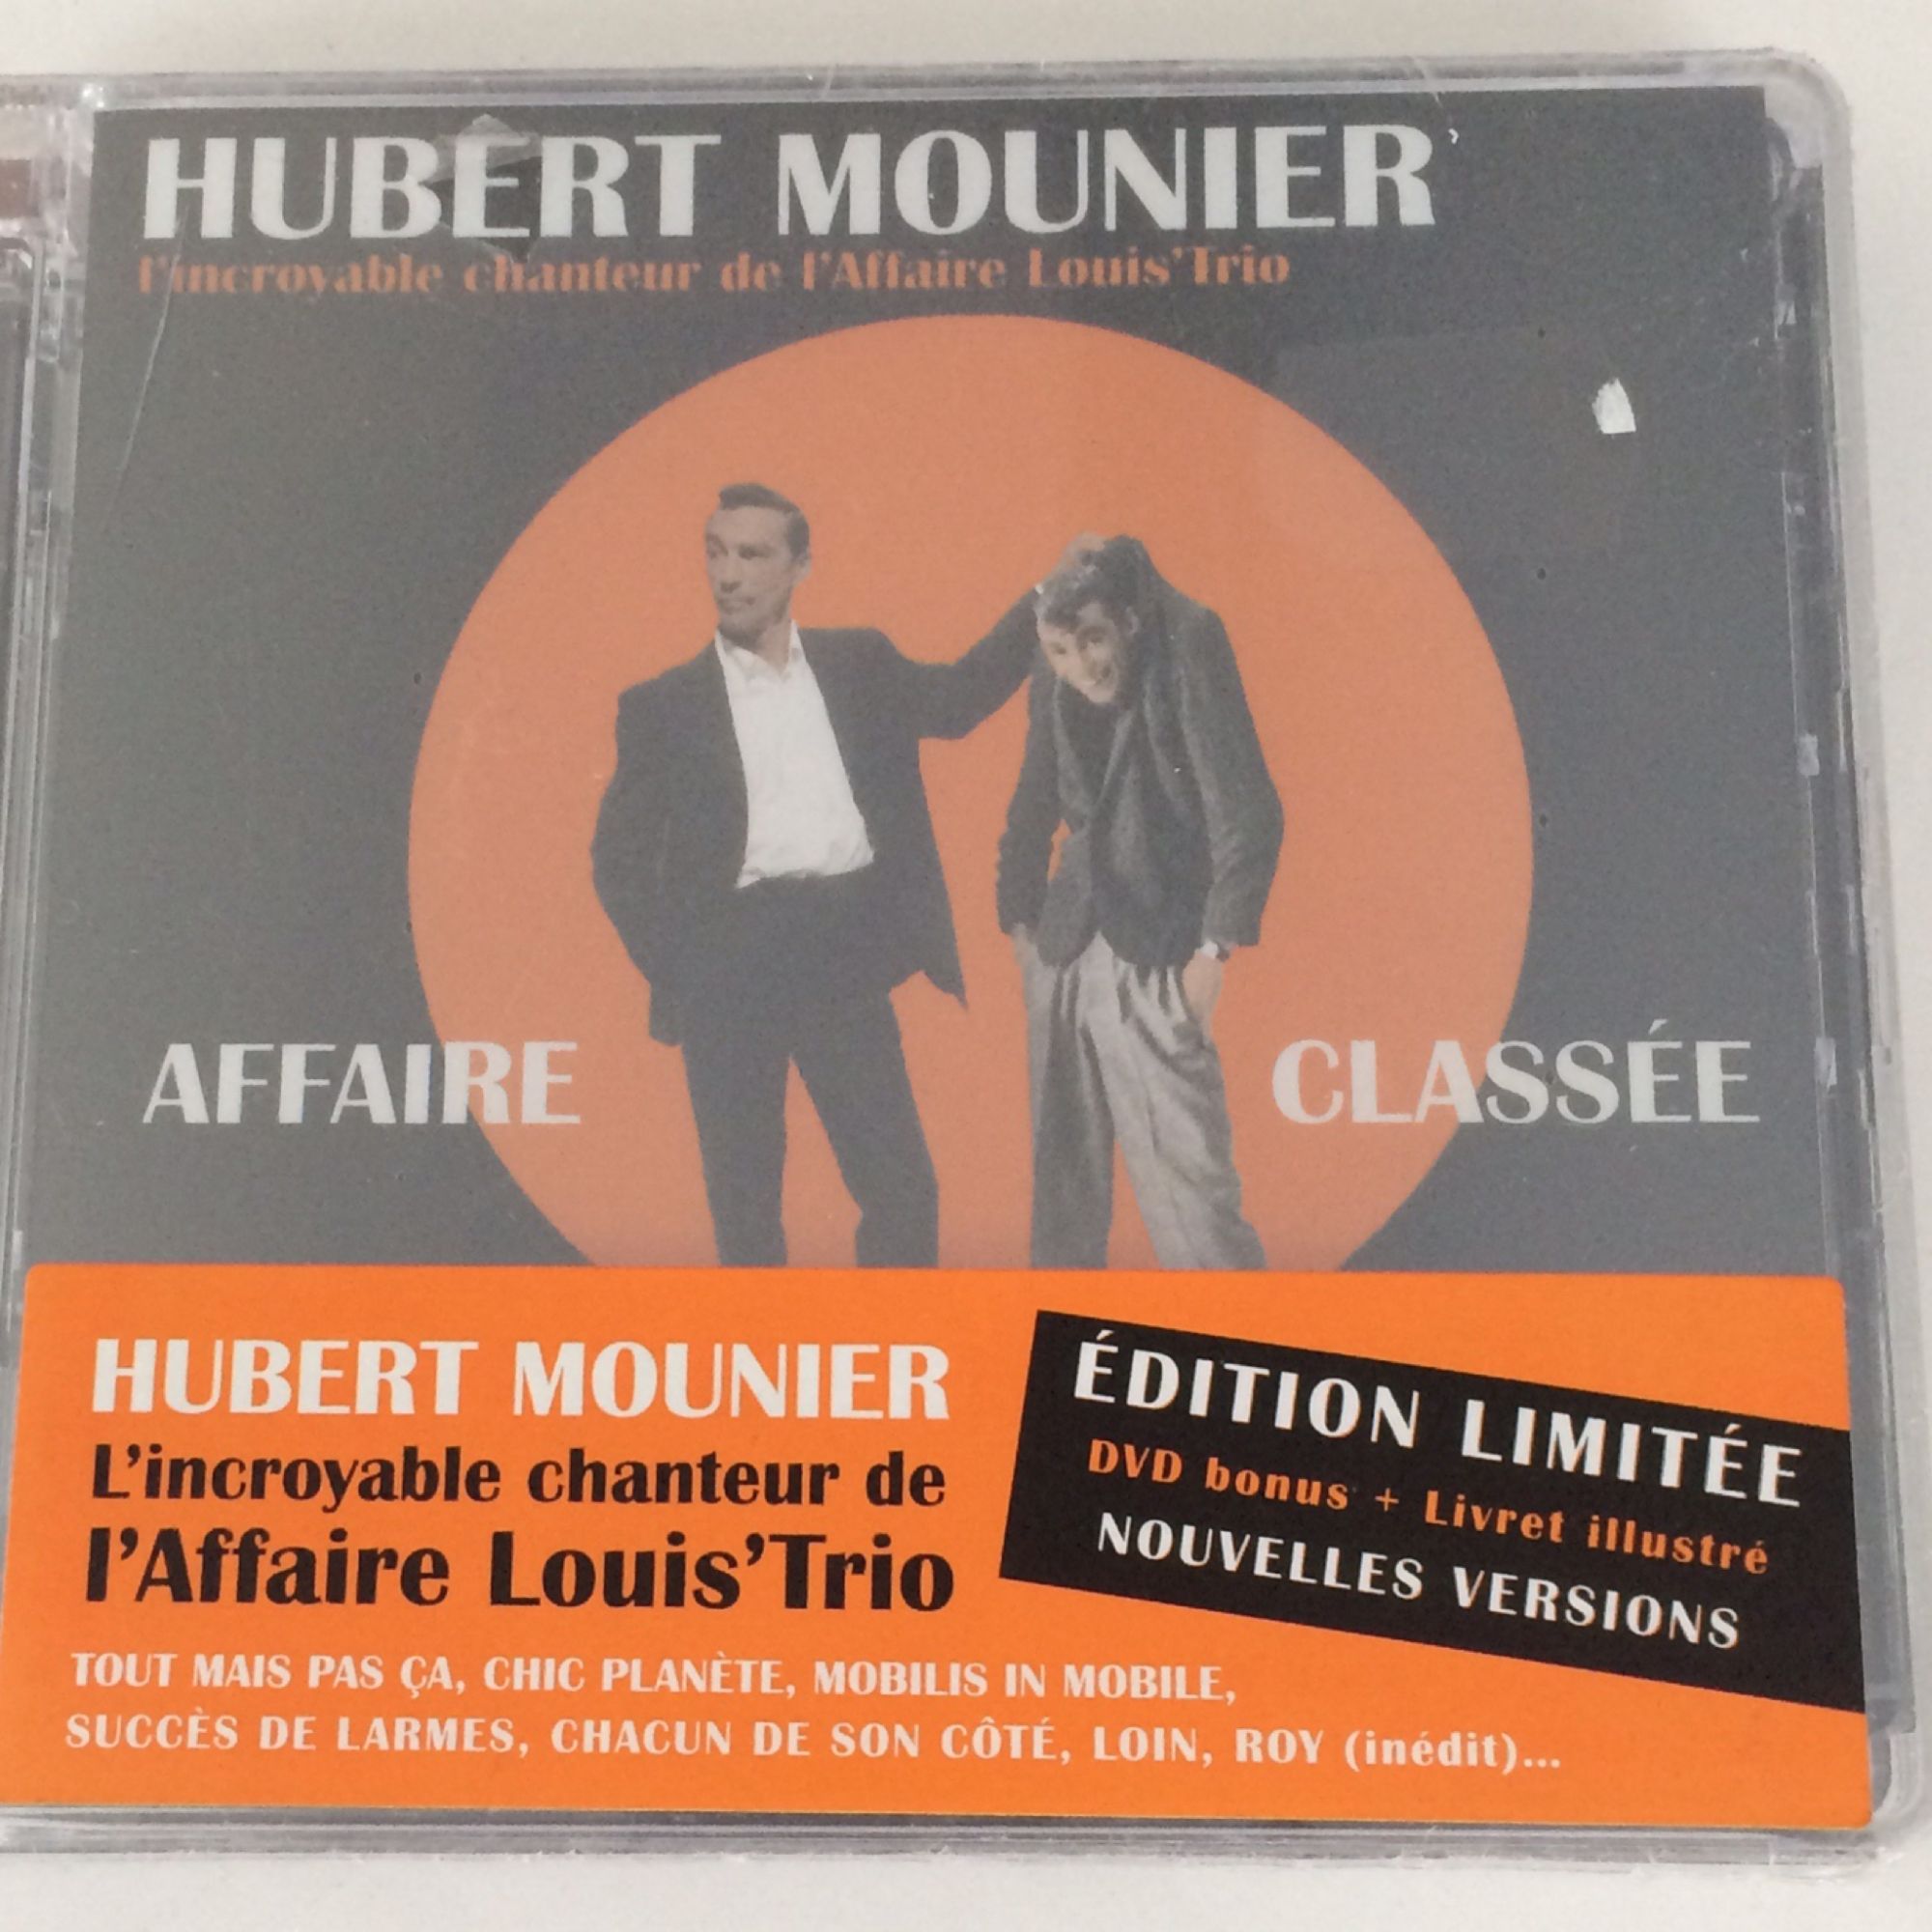 HUBERT MOUNIER
l'incroyable chanteur de l'Affaire Louis'Trio
AFFAIRE CLASSÉE
HUBERT MOUNIER
L'incroyable chanteur de
l'Affaire Louis'Trio
ÉDITION LIMITÉE
DVD bonus + Livret illustré
NOUVELLES VERSIONS
TOUT MAIS PAS ÇA, CHIC PLANÈTE, MOBILIS IN MOBILE,
SUCCÈS DE LARMES, CHACUN DE SON CÔTÉ, LOIN, ROY (inédit)...